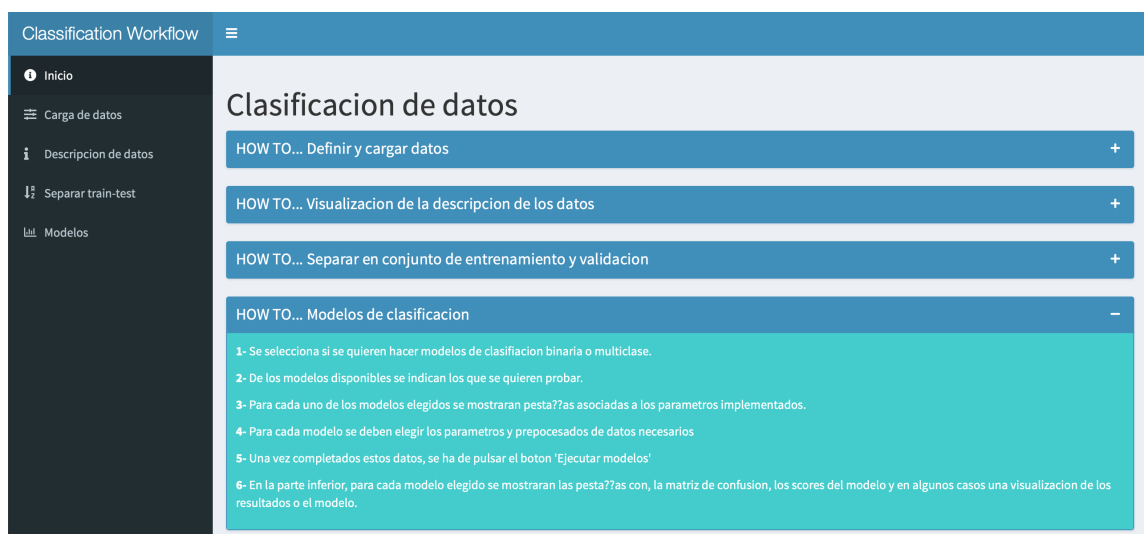 Classification Workflow
Inicio
Carga de datos
Descripcion de datos
Separar train-test
Modelos
Clasificacion de datos
HOW TO... Definir y cargar datos
HOW TO... Visualizacion de la descripcion de los datos
HOW TO... Separar en conjunto de entrenamiento y validacion
HOW TO... Modelos de clasificacion
1- Se selecciona si se quieren hacer modelos de clasifiacion binaria o multiclase.
2- De los modelos disponibles se indican los que se quieren probar.
3- Para cada uno de los modelos elegidos se mostraran pesta??as asociadas a los parametros implementados.
4- Para cada modelo se deben elegir los parametros y prepocesados de datos necesarios
5- Una vez completados estos datos, se ha de pulsar el boton 'Ejecutar modelos'
6- En la parte inferior, para cada modelo elegido se mostraran las pesta??as con, la matriz de confusion, los scores del modelo y en algunos casos una visualizacion de los
resultados o el modelo.